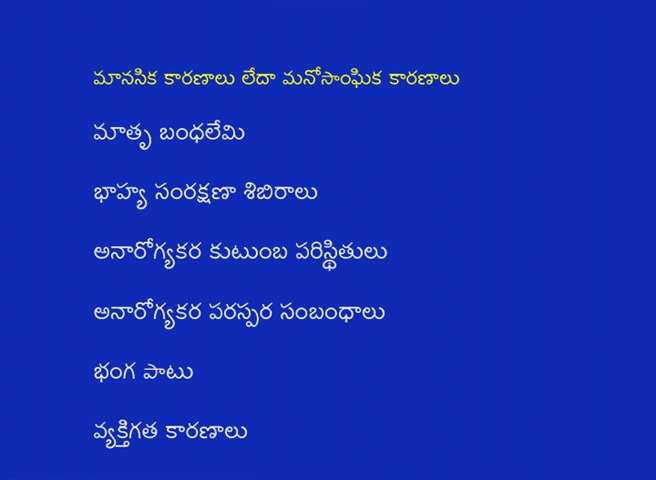 మానసిక కారణాలు లేదా మనోసాంఘిక కారణాలు
మాతృ బంధలేమి
భాహ్య సంరక్షణా శిబిరాలు
అనారోగ్యకర కుటుంబ పరిస్థితులు
అనారోగ్యకర పరస్పర సంబంధాలు
భంగ పాటు
వ్యక్తిగత కారణాలు